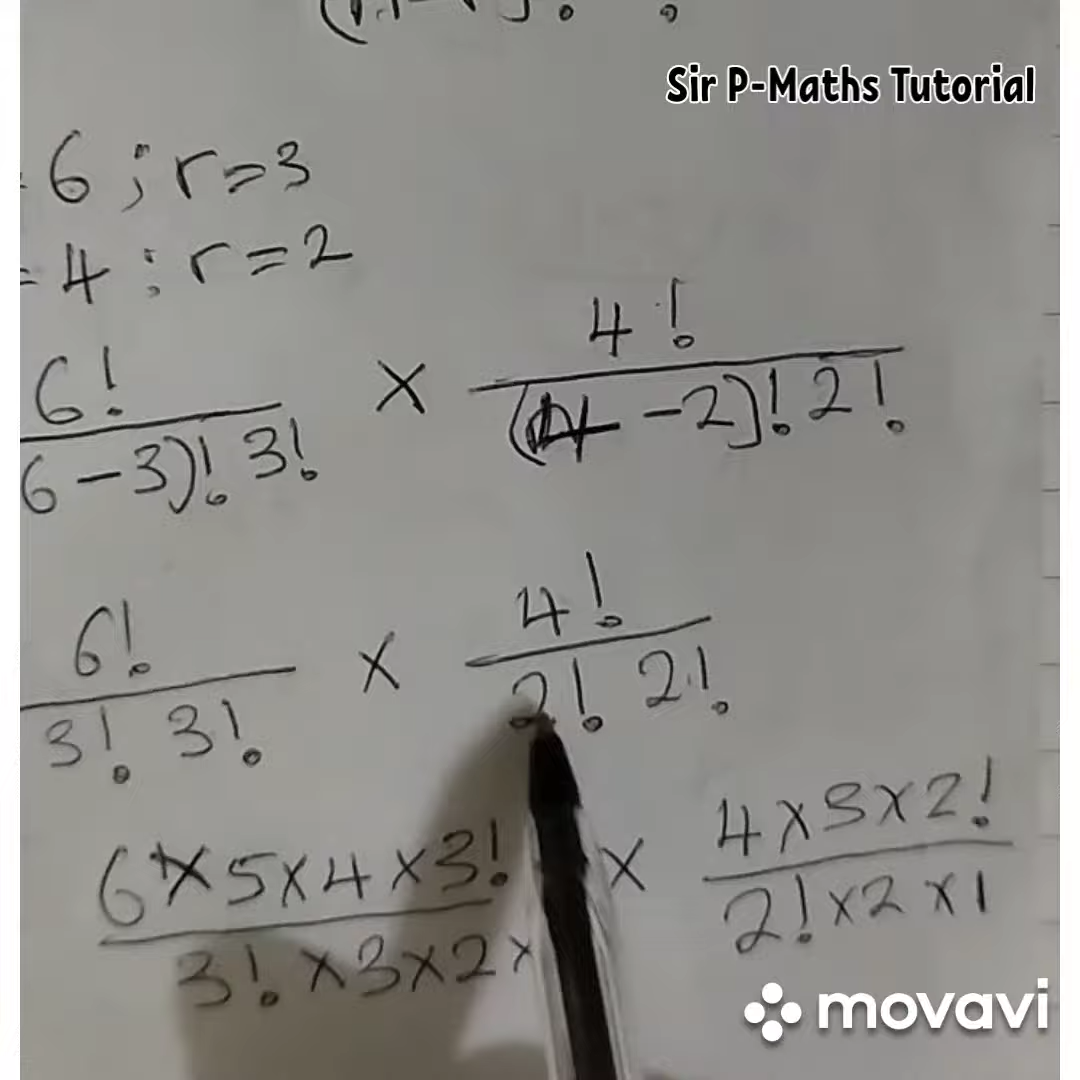 Sir P-Maths Tutorial
= 6 ; r = 3
= 4 ; r = 2
6! / (6 - 3)! 3! × 4! / (4 - 2)! 2!
6! / 3! 3! × 4! / 2! 2!
6 × 5 × 4 × 3! / 3! × 3 × 2 × × 4 × 3 × 2! / 2! × 2 × 1
movavi